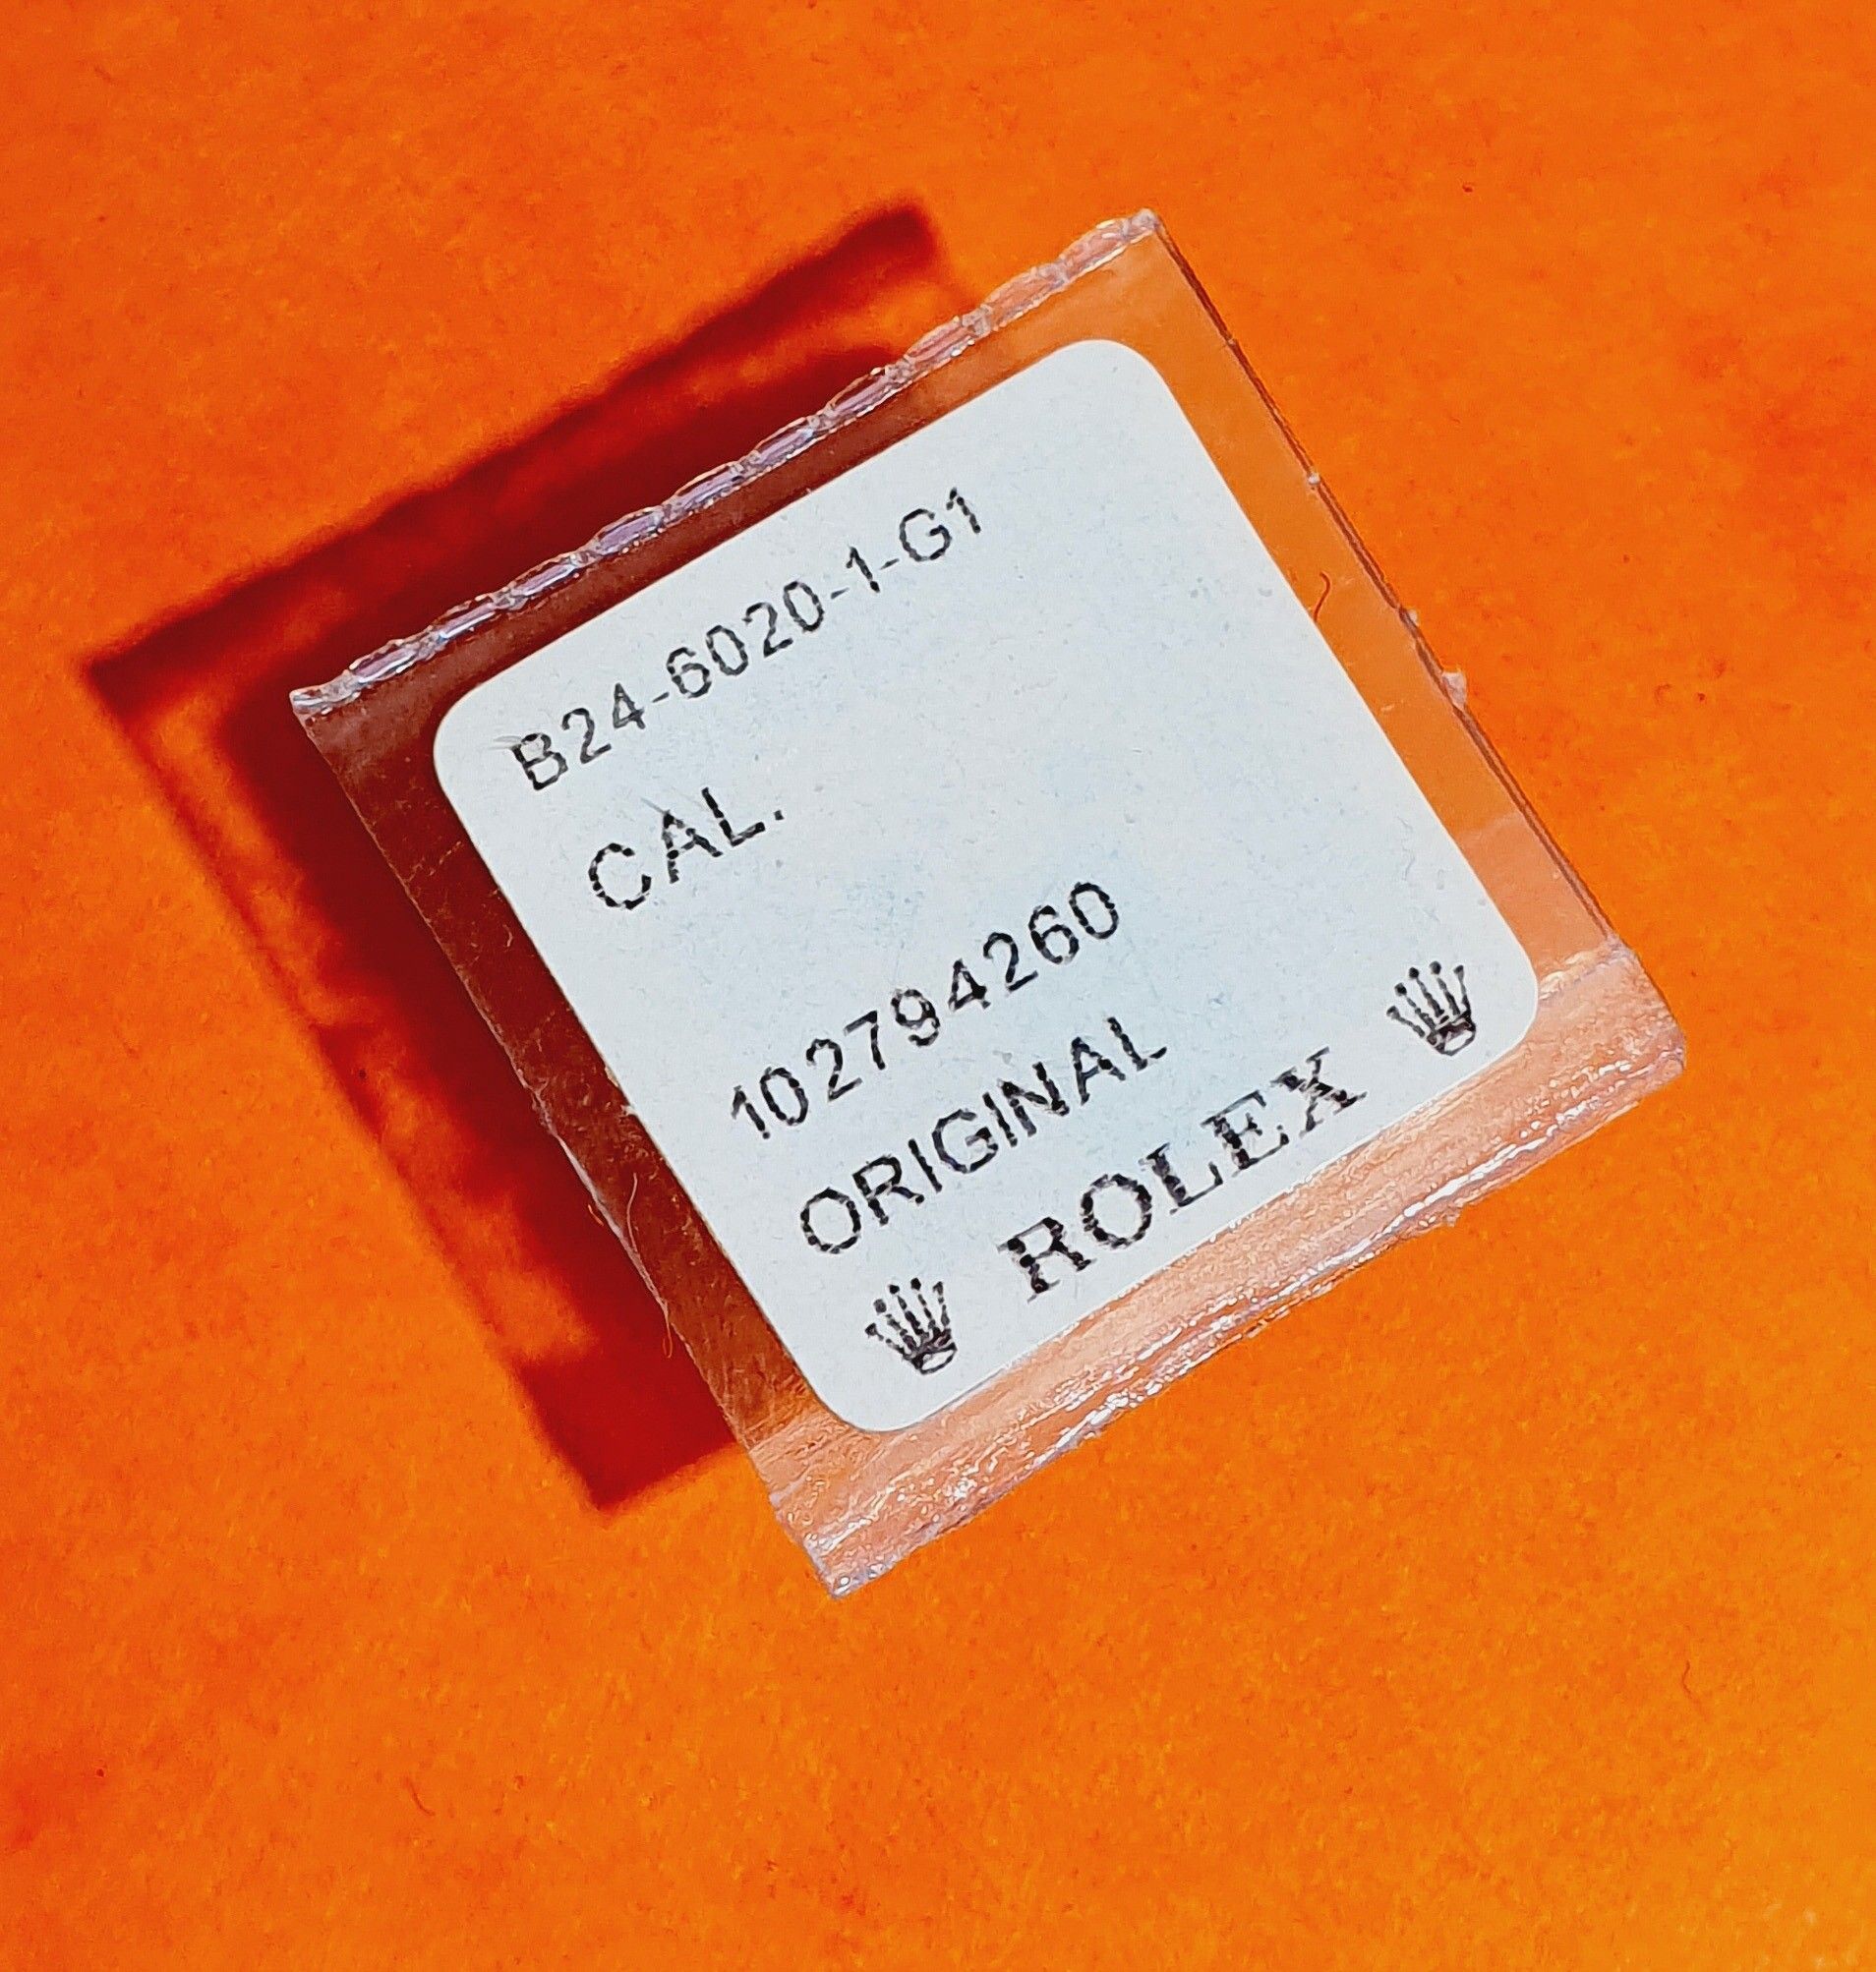 B24-6020-1-G1
CAL.
102794260
ORIGINAL
ROLEX